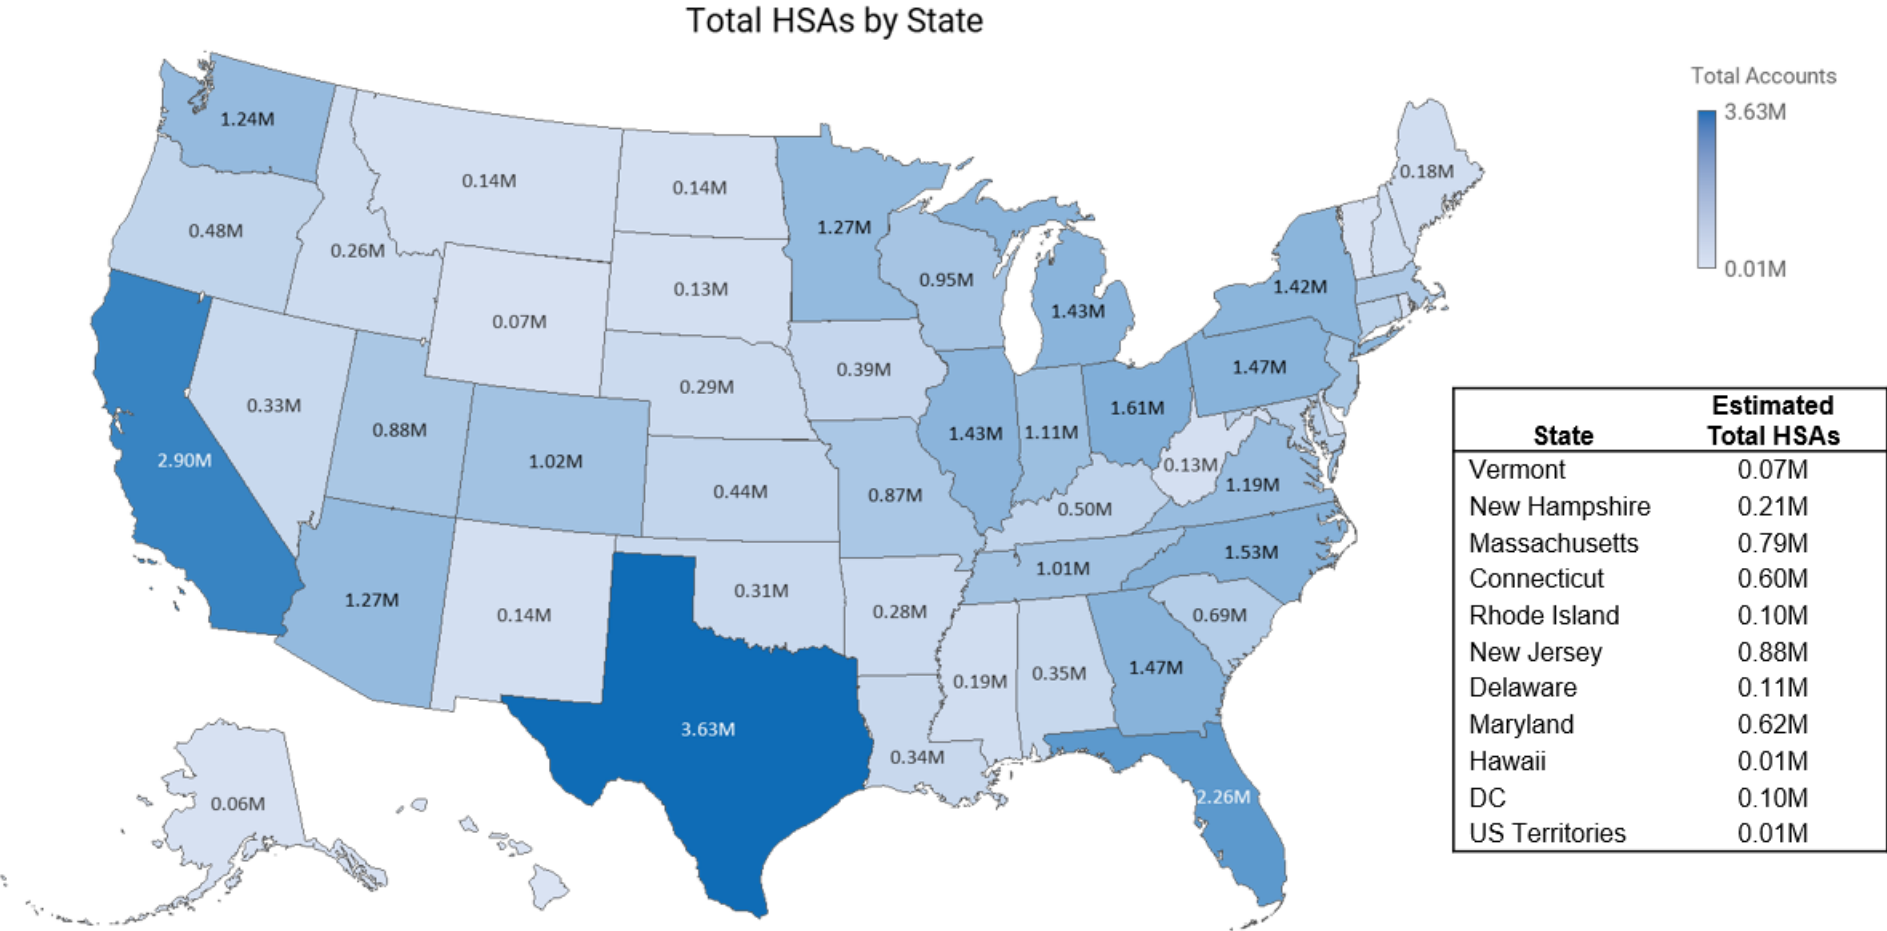 Total HSAs by State
Total Accounts
3.63M
0.01M
1.24M
0.14M
0.14M
0.18M
0.48M
0.26M
1.27M
0.95M
1.42M
0.13M
0.07M
1.43M
0.33M
0.29M
0.39M
1.47M
0.88M
1.02M
1.43M
1.11M
1.61M
2.90M
0.44M
0.87M
0.13M
1.19M
0.50M
1.53M
1.27M
0.14M
0.31M
0.28M
1.01M
0.69M
3.63M
0.19M
0.35M
1.47M
0.34M
0.06M
2.26M
State Estimated Total HSAs
Vermont 0.07M
New Hampshire 0.21M
Massachusetts 0.79M
Connecticut 0.60M
Rhode Island 0.10M
New Jersey 0.88M
Delaware 0.11M
Maryland 0.62M
Hawaii 0.01M
DC 0.10M
US Territories 0.01M